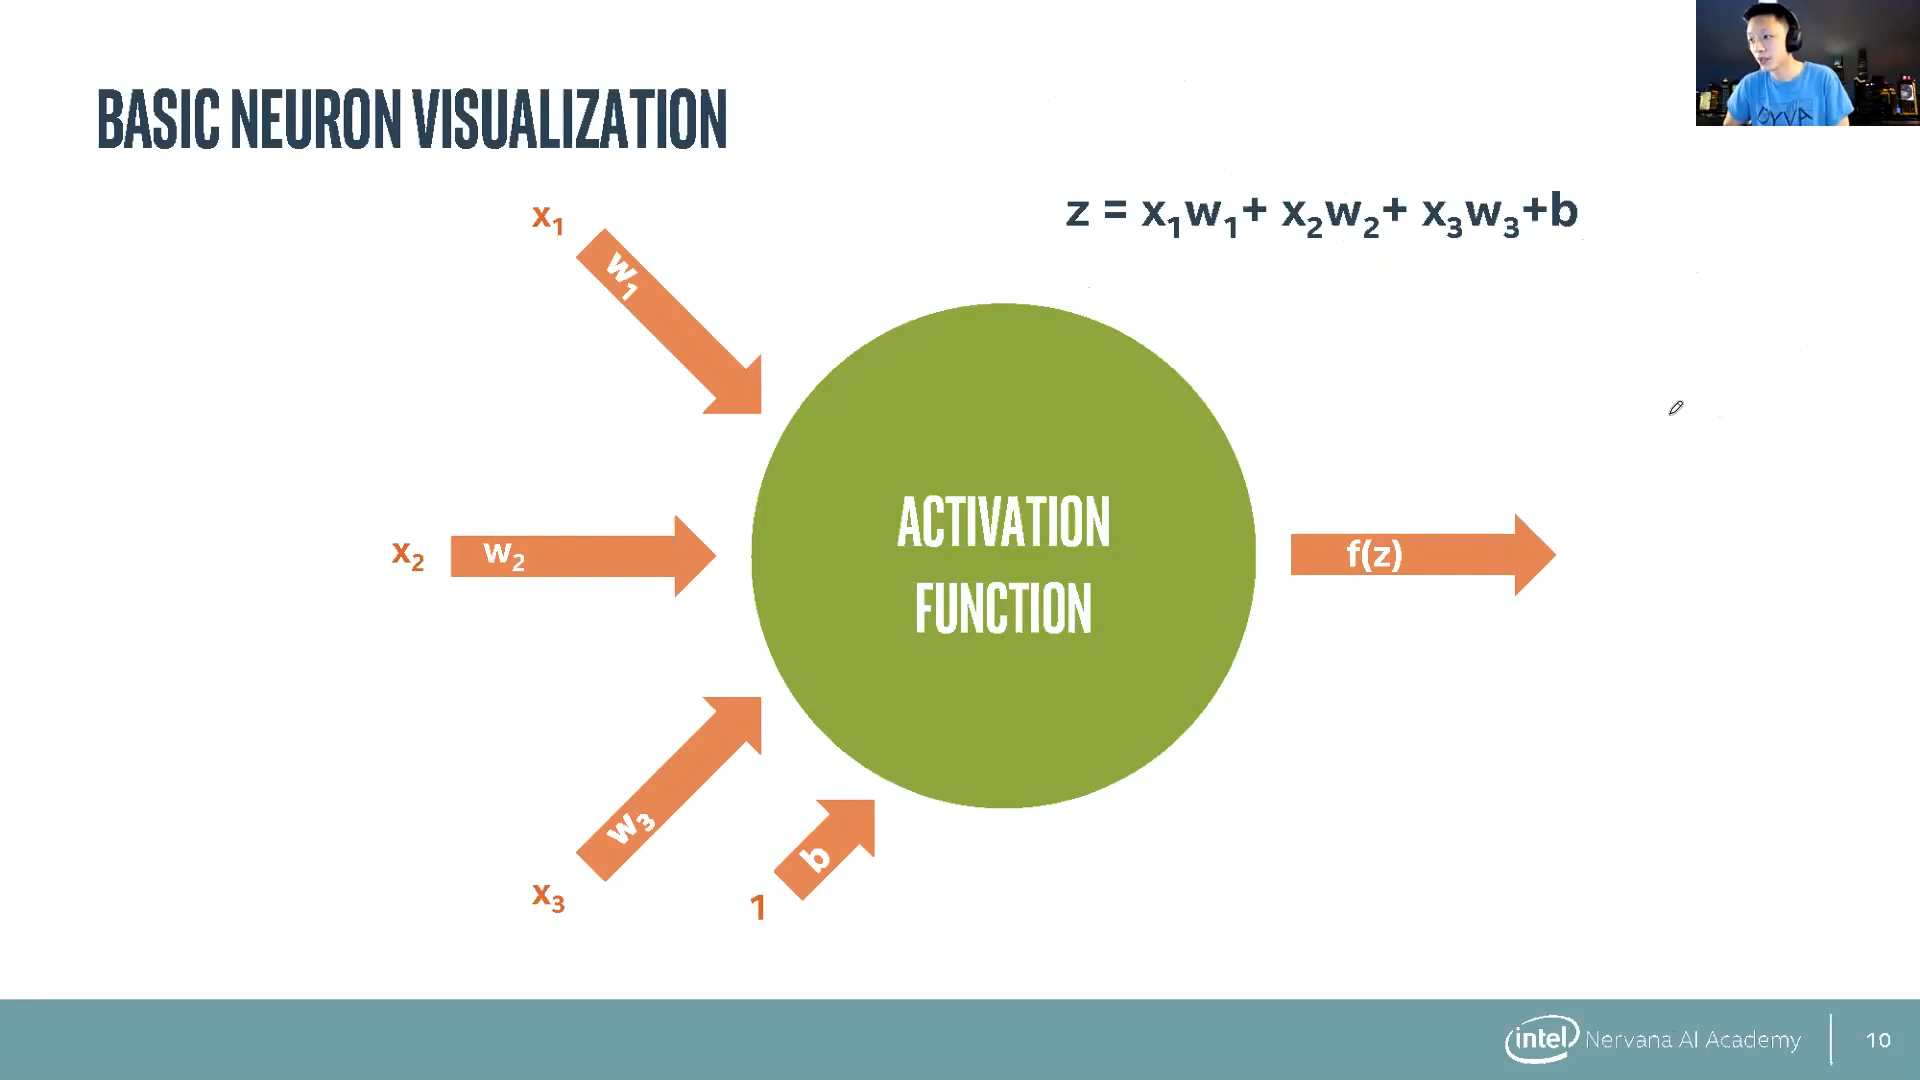 BASIC NEURON VISUALIZATION
z = x₁w₁+ x₂w₂+ x₃w₃+b
x₁
w₁
x₂
w₂
ACTIVATION
FUNCTION
f(z)
w₃
x₃
b
1
intel Nervana AI Academy
10